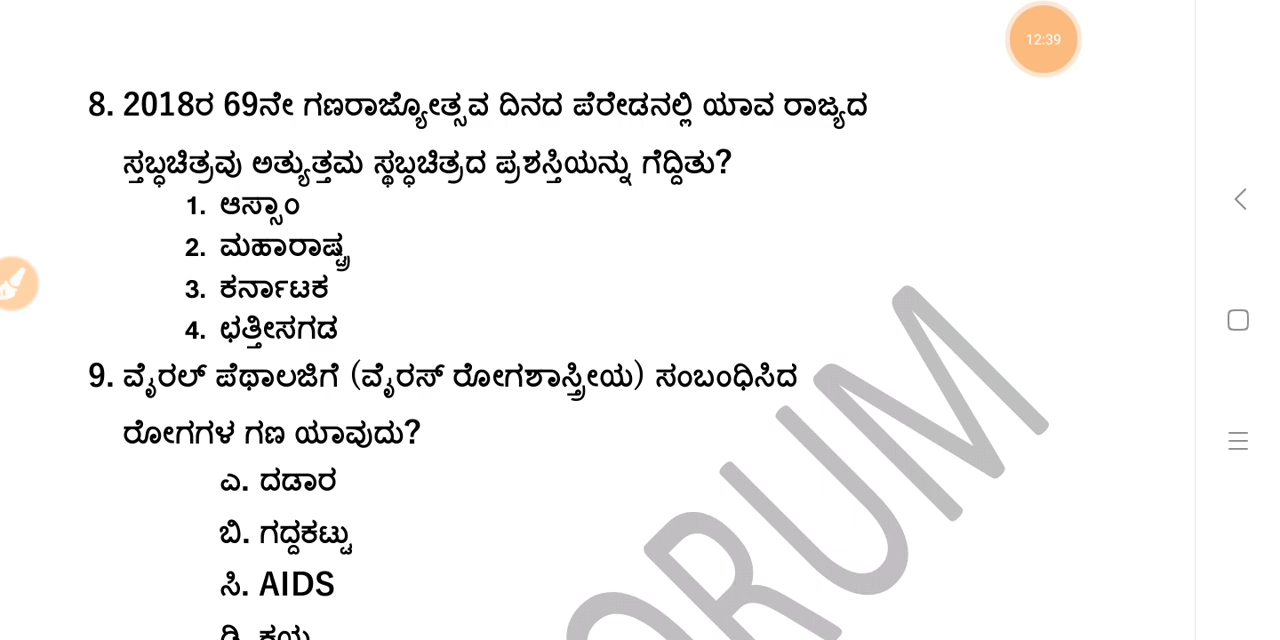 12:39
8. 2018ರ 69ನೇ ಗಣರಾಜ್ಯೋತ್ಸವ ದಿನದ ಪೆರೇಡನಲ್ಲಿ ಯಾವ ರಾಜ್ಯದ
ಸ್ತಬ್ಧಚಿತ್ರವು ಅತ್ಯುತ್ತಮ ಸ್ಥಬ್ಧಚಿತ್ರದ ಪ್ರಶಸ್ತಿಯನ್ನು ಗೆದ್ದಿತು?
1. ಆಸ್ಸಾಂ
2. ಮಹಾರಾಷ್ಟ್ರ
3. ಕರ್ನಾಟಕ
4. ಛತ್ತೀಸಗಡ
9. ವೈರಲ್ ಪೆಥಾಲಜಿಗೆ (ವೈರಸ್ ರೋಗಶಾಸ್ತ್ರೀಯ) ಸಂಬಂಧಿಸಿದ
ರೋಗಗಳ ಗಣ ಯಾವುದು?
ಎ. ದಡಾರ
ಬಿ. ಗದ್ದಕಟ್ಟು
ಸಿ. AIDS
ಡಿ. ಕ್ಷಯ
ORUM